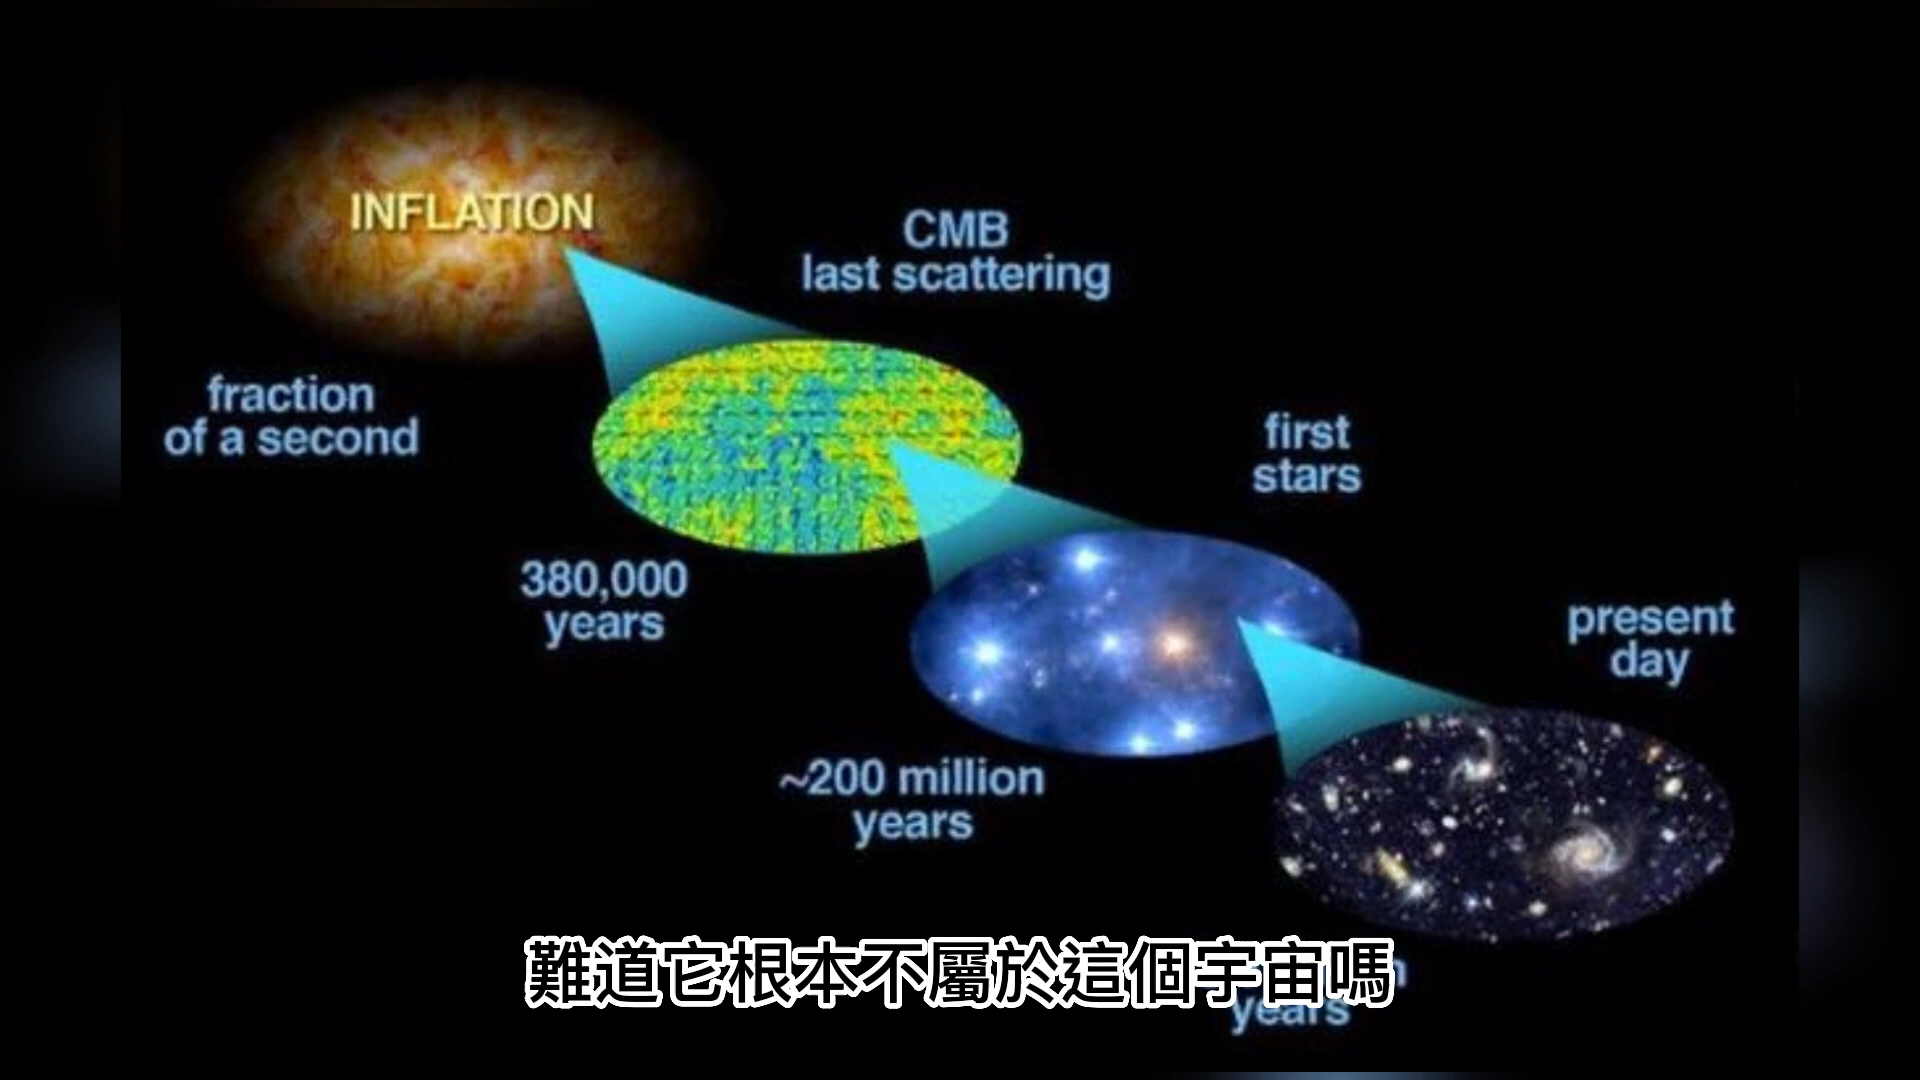 INFLATION
CMB
last scattering
fraction
of a second
first
stars
380,000
years
present
day
~200 million
years
難道它根本不屬於這個宇宙嗎
years